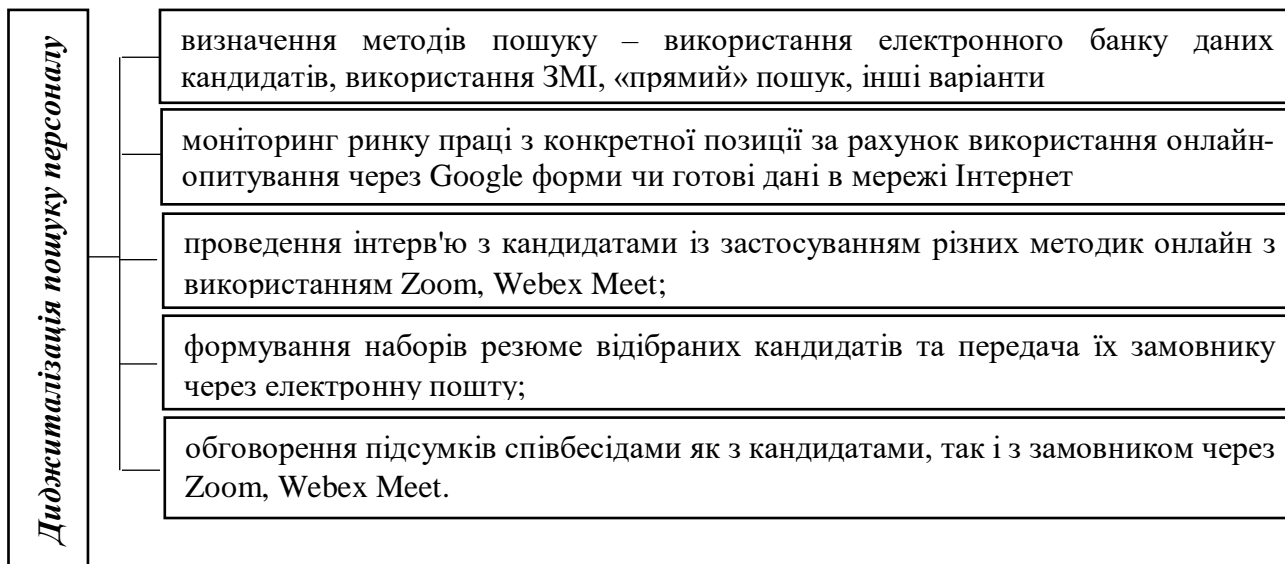 Диджиталізація пошуку персоналу
визначення методів пошуку – використання електронного банку даних
кандидатів, використання ЗМІ, «прямий» пошук, інші варіанти
моніторинг ринку праці з конкретної позиції за рахунок використання онлайн-
опитування через Google форми чи готові дані в мережі Інтернет
проведення інтерв'ю з кандидатами із застосуванням різних методик онлайн з
використанням Zoom, Webex Meet;
формування наборів резюме відібраних кандидатів та передача їх замовнику
через електронну пошту;
обговорення підсумків співбесідами як з кандидатами, так і з замовником через
Zoom, Webex Meet.